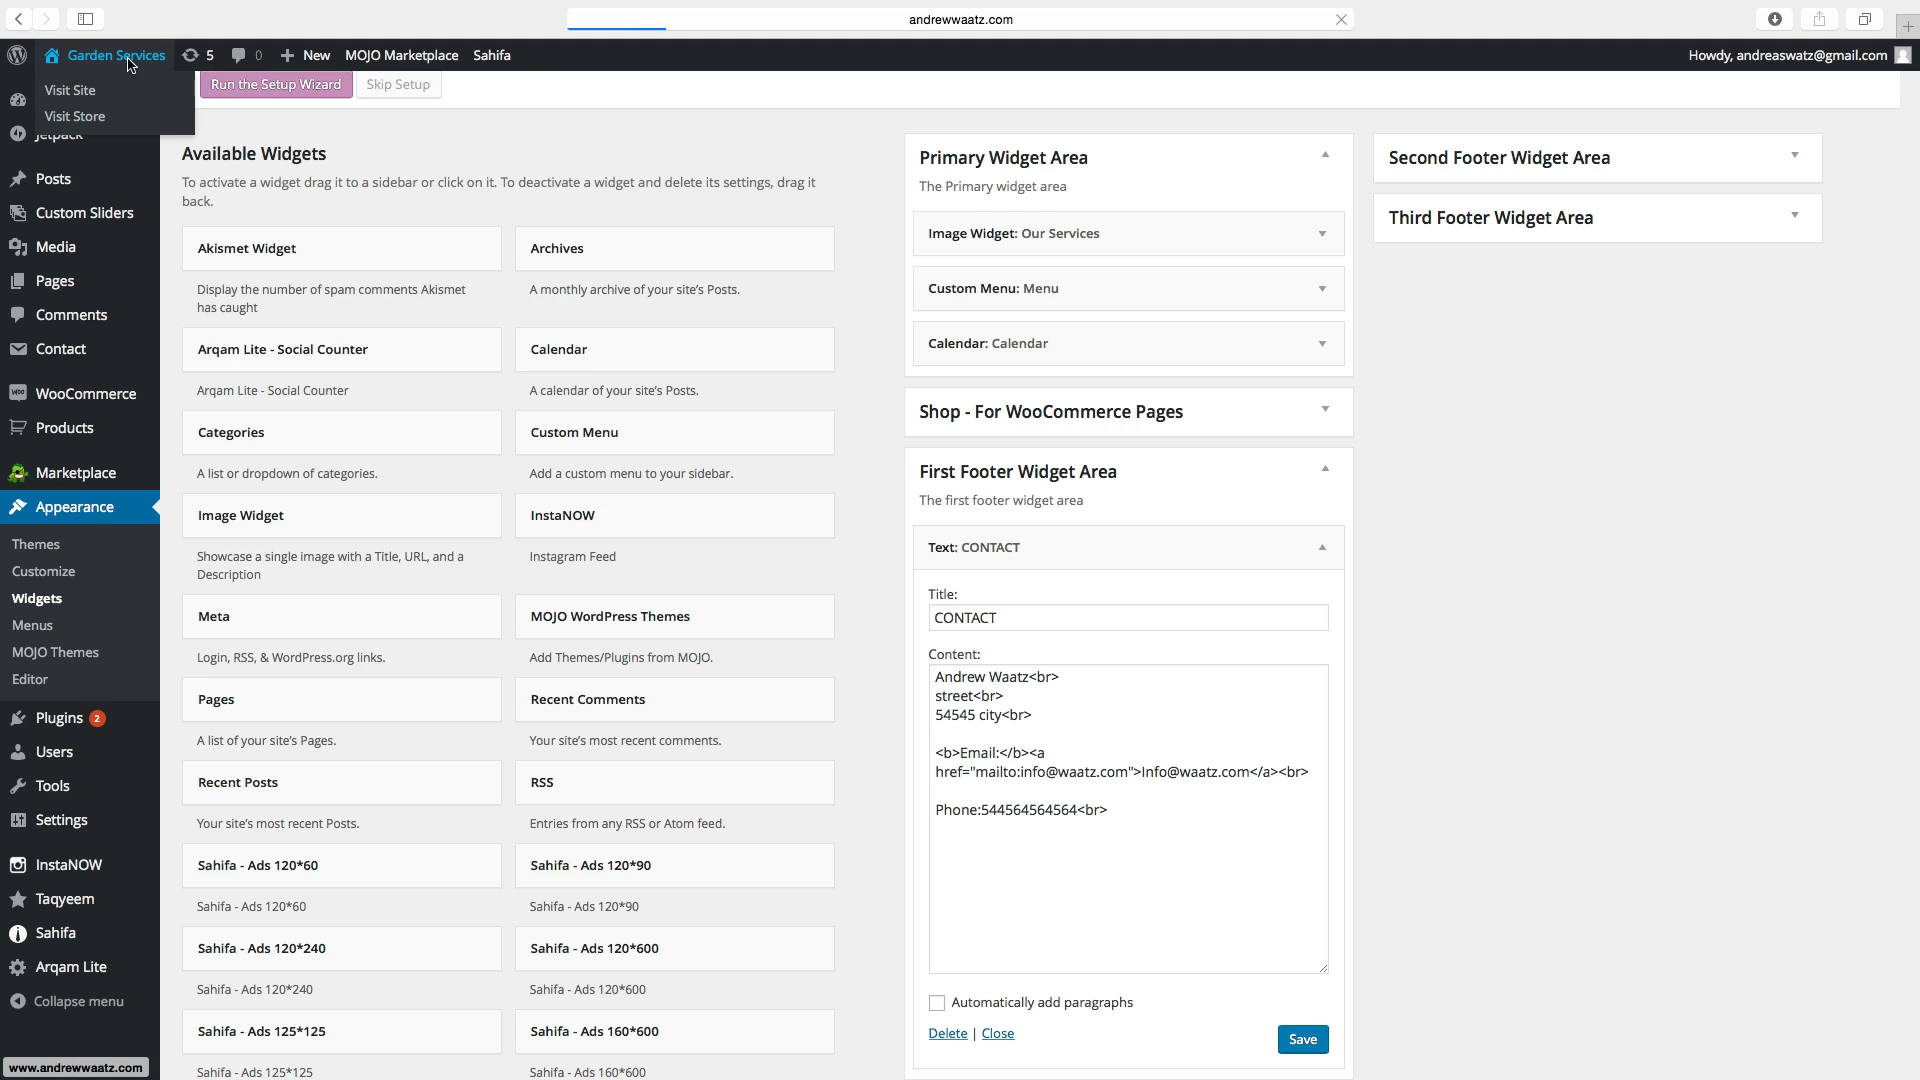 andrewwaatz.com
Garden Services
5
0
New
MOJO Marketplace
Sahifa
Howdy, andreaswatz@gmail.com
Visit Site
Visit Store
Run the Setup Wizard
Skip Setup
Jetpack
Posts
Custom Sliders
Media
Pages
Comments
Contact
WooCommerce
Products
Marketplace
Appearance
Themes
Customize
Widgets
Menus
MOJO Themes
Editor
Plugins 2
Users
Tools
Settings
InstaNOW
Taqyeem
Sahifa
Arqam Lite
Collapse menu
www.andrewwaatz.com
Available Widgets
To activate a widget drag it to a sidebar or click on it. To deactivate a widget and delete its settings, drag it
back.
Akismet Widget
Display the number of spam comments Akismet
has caught
Archives
A monthly archive of your site's Posts.
Arqam Lite - Social Counter
Arqam Lite - Social Counter
Calendar
A calendar of your site's Posts.
Categories
A list or dropdown of categories.
Custom Menu
Add a custom menu to your sidebar.
Image Widget
Showcase a single image with a Title, URL, and a
Description
InstaNOW
Instagram Feed
Meta
Login, RSS, & WordPress.org links.
MOJO WordPress Themes
Add Themes/Plugins from MOJO.
Pages
A list of your site's Pages.
Recent Comments
Your site's most recent comments.
Recent Posts
Your site's most recent Posts.
RSS
Entries from any RSS or Atom feed.
Sahifa - Ads 120*60
Sahifa - Ads 120*60
Sahifa - Ads 120*90
Sahifa - Ads 120*90
Sahifa - Ads 120*240
Sahifa - Ads 120*240
Sahifa - Ads 120*600
Sahifa - Ads 120*600
Sahifa - Ads 125*125
Sahifa - Ads 125*125
Sahifa - Ads 160*600
Sahifa - Ads 160*600
Primary Widget Area
The Primary widget area
Image Widget: Our Services
Custom Menu: Menu
Calendar: Calendar
Shop - For WooCommerce Pages
First Footer Widget Area
The first footer widget area
Text: CONTACT
Title:
CONTACT
Content:
Andrew Waatz<br>
street<br>
54545 city<br>
<b>Email:</b><a
href="mailto:info@waatz.com">Info@waatz.com</a><br>
Phone:544564564564<br>
Automatically add paragraphs
Delete | Close
Save
Second Footer Widget Area
Third Footer Widget Area